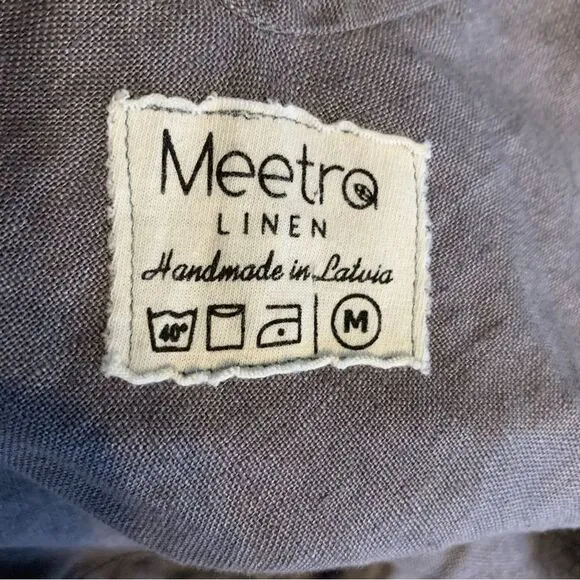 Meetra
LINEN
Handmade in Latvia
40° M